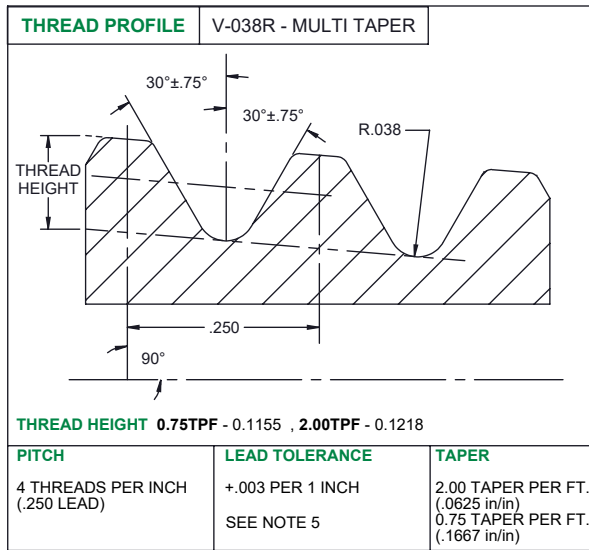 THREAD PROFILE
V-038R - MULTI TAPER
30°±.75°
30°±.75°
R.038
THREAD
HEIGHT
.250
90°
THREAD HEIGHT 0.75TPF - 0.1155 , 2.00TPF - 0.1218
PITCH
4 THREADS PER INCH
(.250 LEAD)
LEAD TOLERANCE
+.003 PER 1 INCH
SEE NOTE 5
TAPER
2.00 TAPER PER FT.
(.0625 in/in)
0.75 TAPER PER FT.
(.1667 in/in)